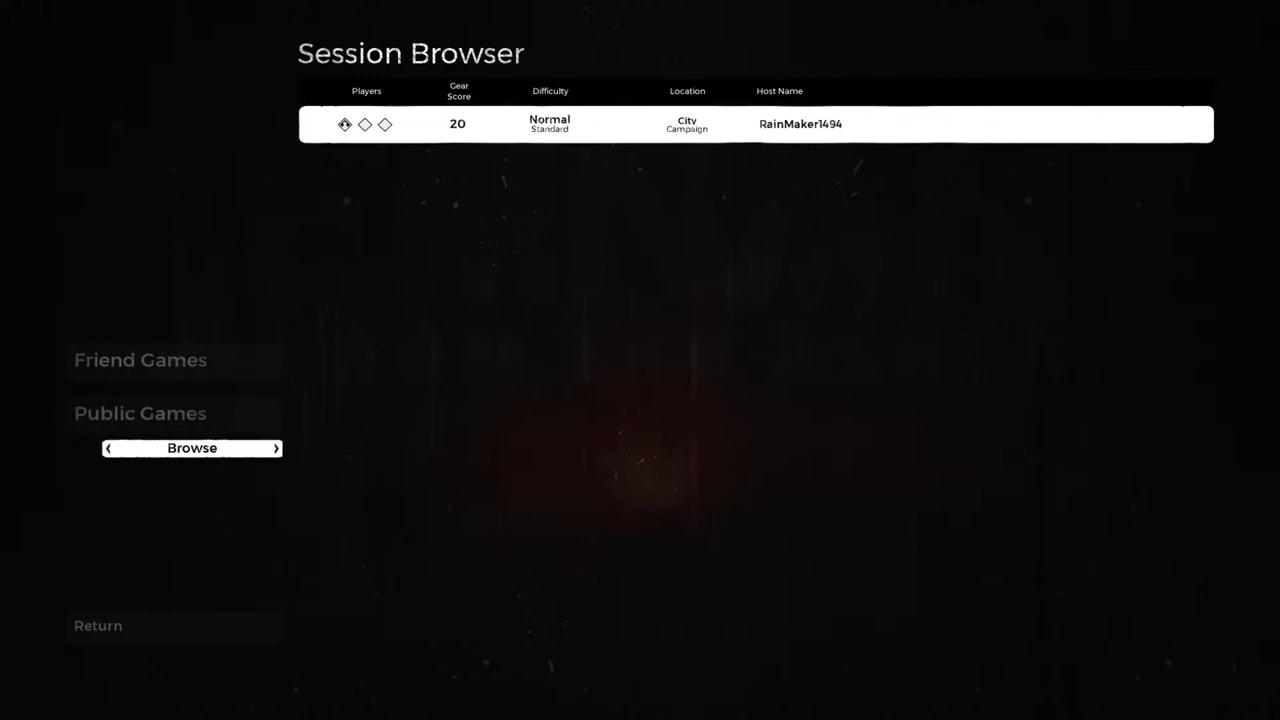 Session Browser
Players Gear Score Difficulty Location Host Name
20 Normal Standard City Campaign RainMaker1494
Friend Games
Public Games
Browse
Return